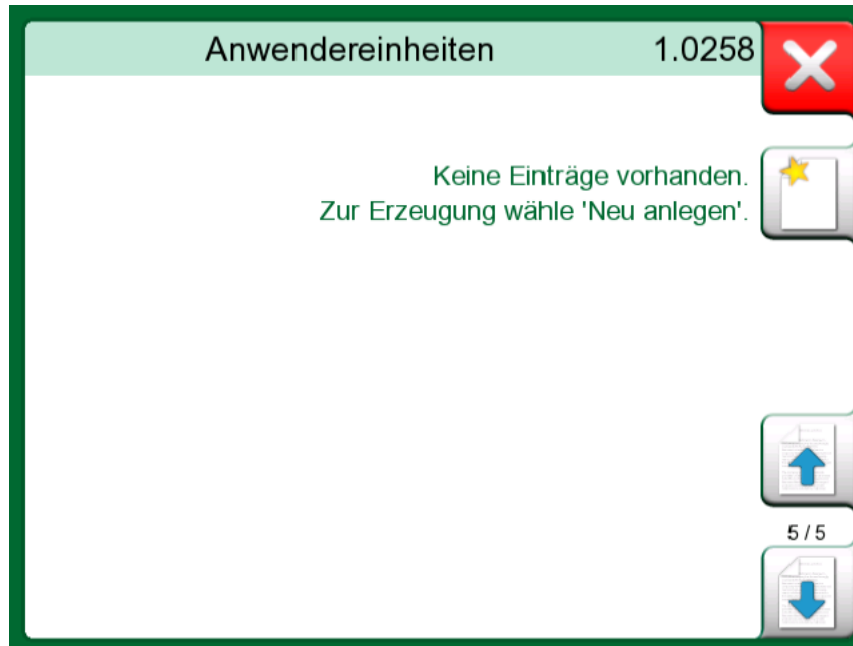 Anwendereinheiten 1.0258
Keine Einträge vorhanden.
Zur Erzeugung wähle 'Neu anlegen'.
5 / 5